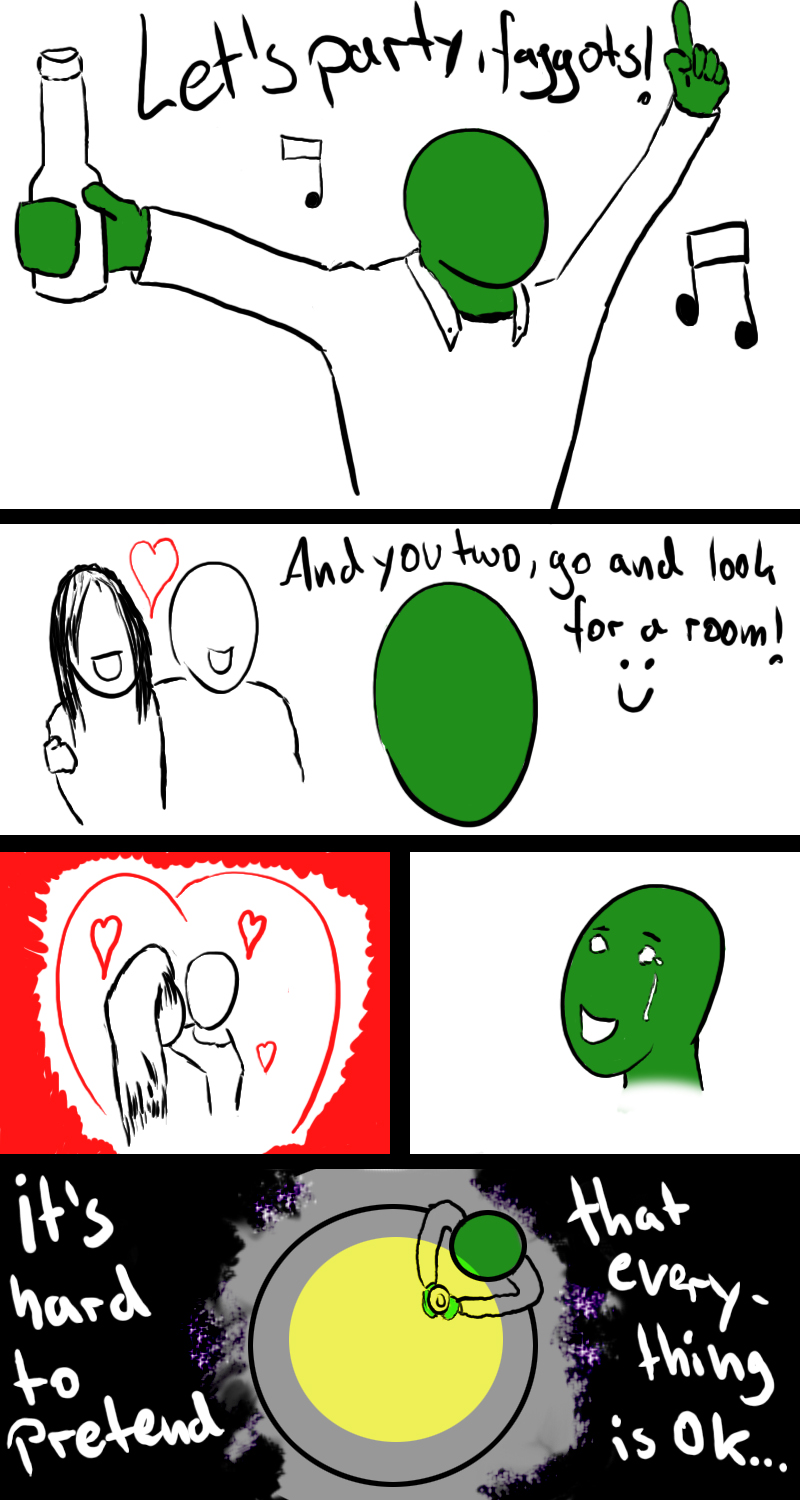 Let's party, faggots!
And you two, go and look
for a room!
it's
hard
to
pretend
that
every-
thing
is Ok...